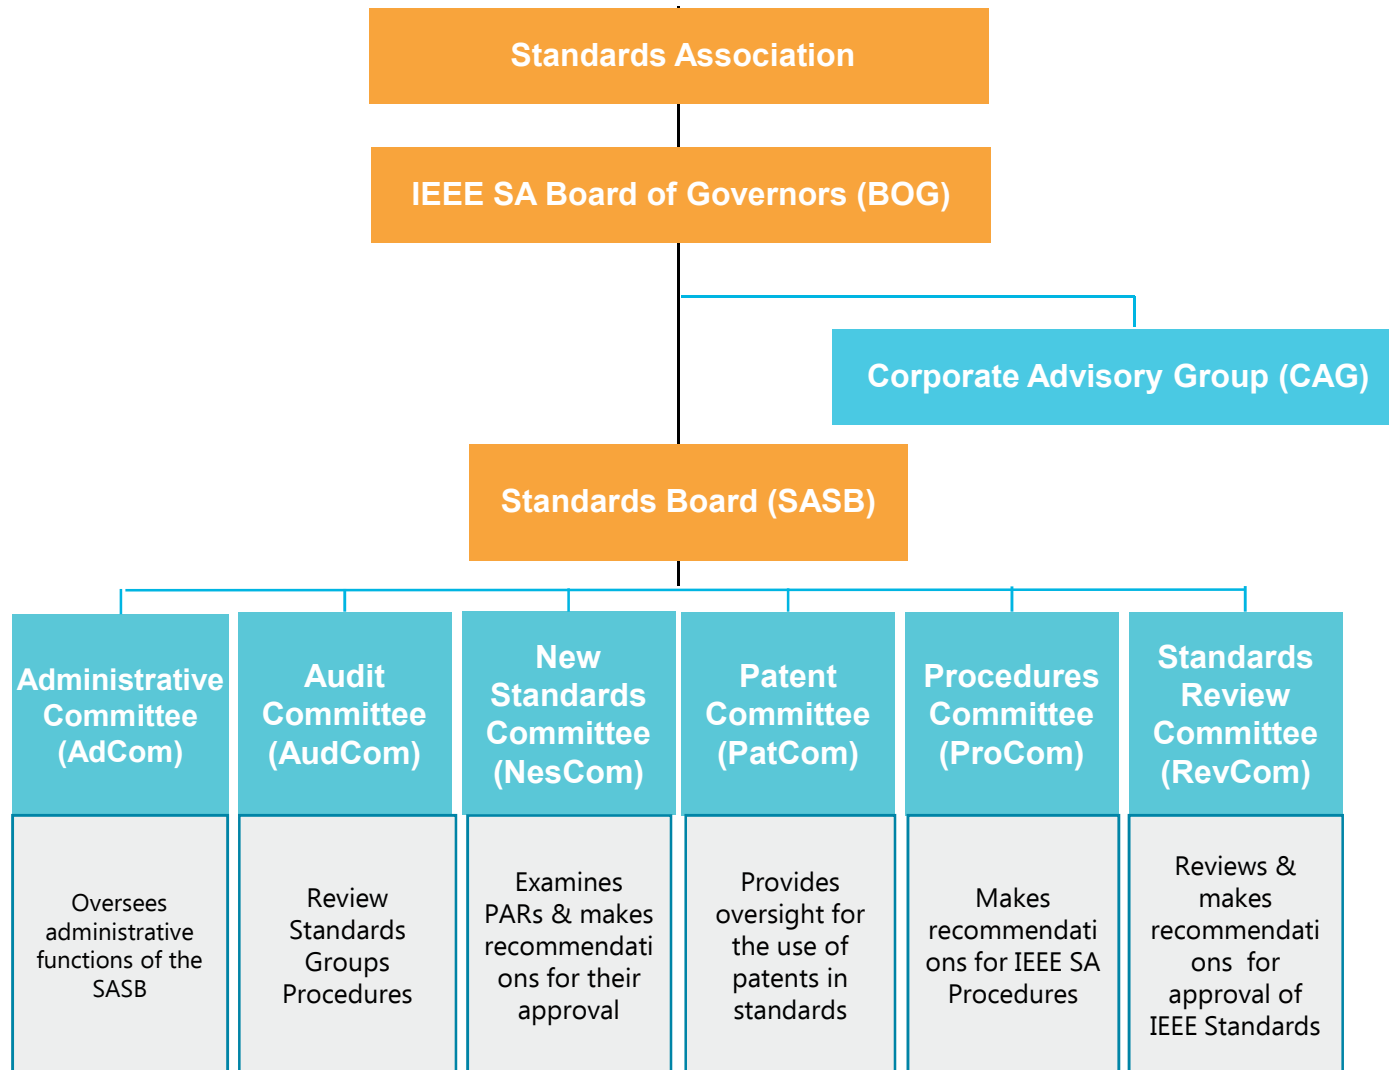 Standards Association
IEEE SA Board of Governors (BOG)
Corporate Advisory Group (CAG)
Standards Board (SASB)
Administrative
Committee
(AdCom)
Audit
Committee
(AudCom)
New
Standards
Committee
(NesCom)
Patent
Committee
(PatCom)
Procedures
Committee
(ProCom)
Standards
Review
Committee
(RevCom)
Oversees
administrative
functions of the
SASB
Review
Standards
Groups
Procedures
Examines
PARs & makes
recommendati
ons for their
approval
Provides
oversight for
the use of
patents in
standards
Makes
recommendati
ons for IEEE SA
Procedures
Reviews &
makes
recommendati
ons for
approval of
IEEE Standards